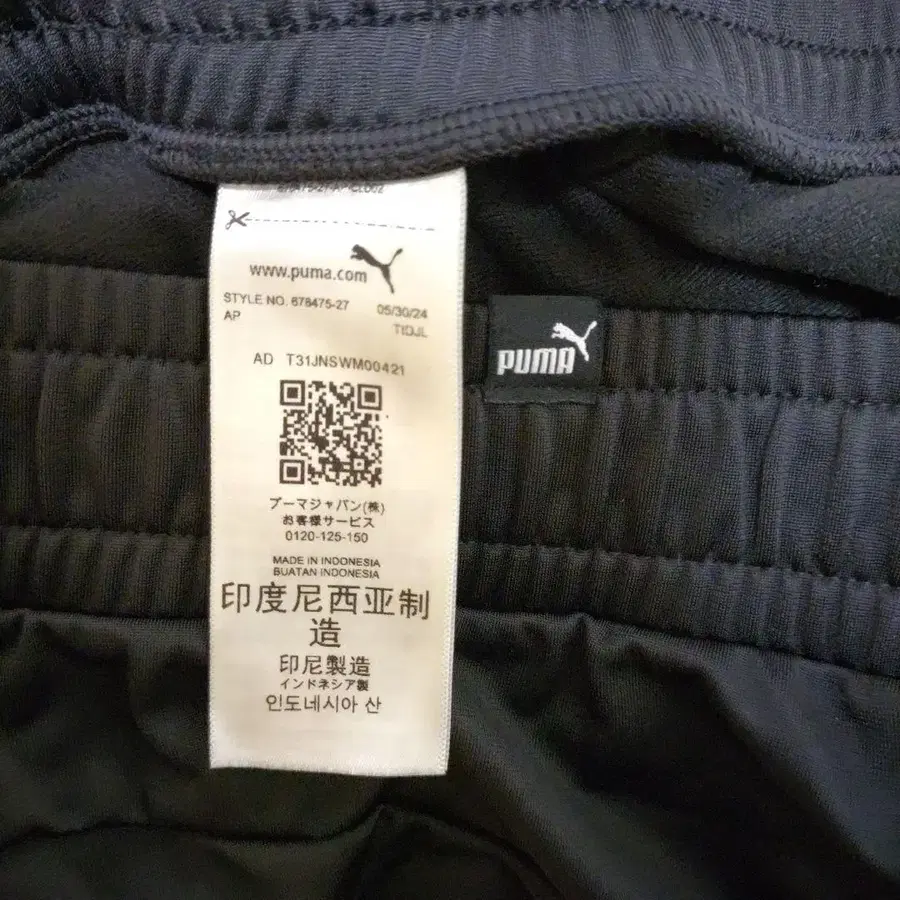 www.puma.com
STYLE NO. 678475-27 05/30/24
AP TIDJL
AD T31JNSWM00421
プーマジャパン(株)
お客様サービス
0120-125-150
MADE IN INDONESIA
BUATAN INDONESIA
印度尼西亚制
造
印尼製造
インドネシア製
인도네시아 산
PUMA